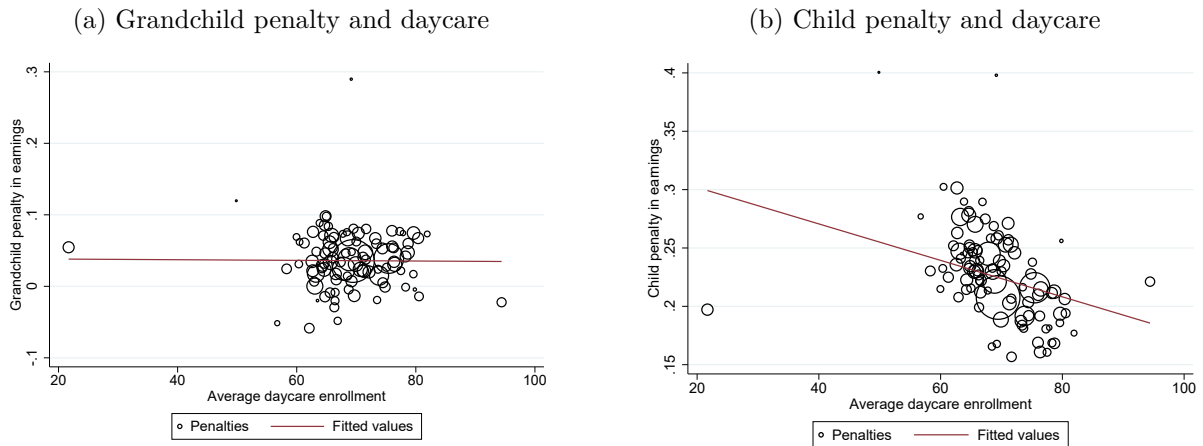 (a) Grandchild penalty and daycare
Grandchild penalty in earnings
.3
.2
.1
0
-.1
20 40 60 80 100
Average daycare enrollment
Penalties Fitted values
(b) Child penalty and daycare
Child penalty in earnings
.4
.35
.3
.25
.2
.15
20 40 60 80 100
Average daycare enrollment
Penalties Fitted values